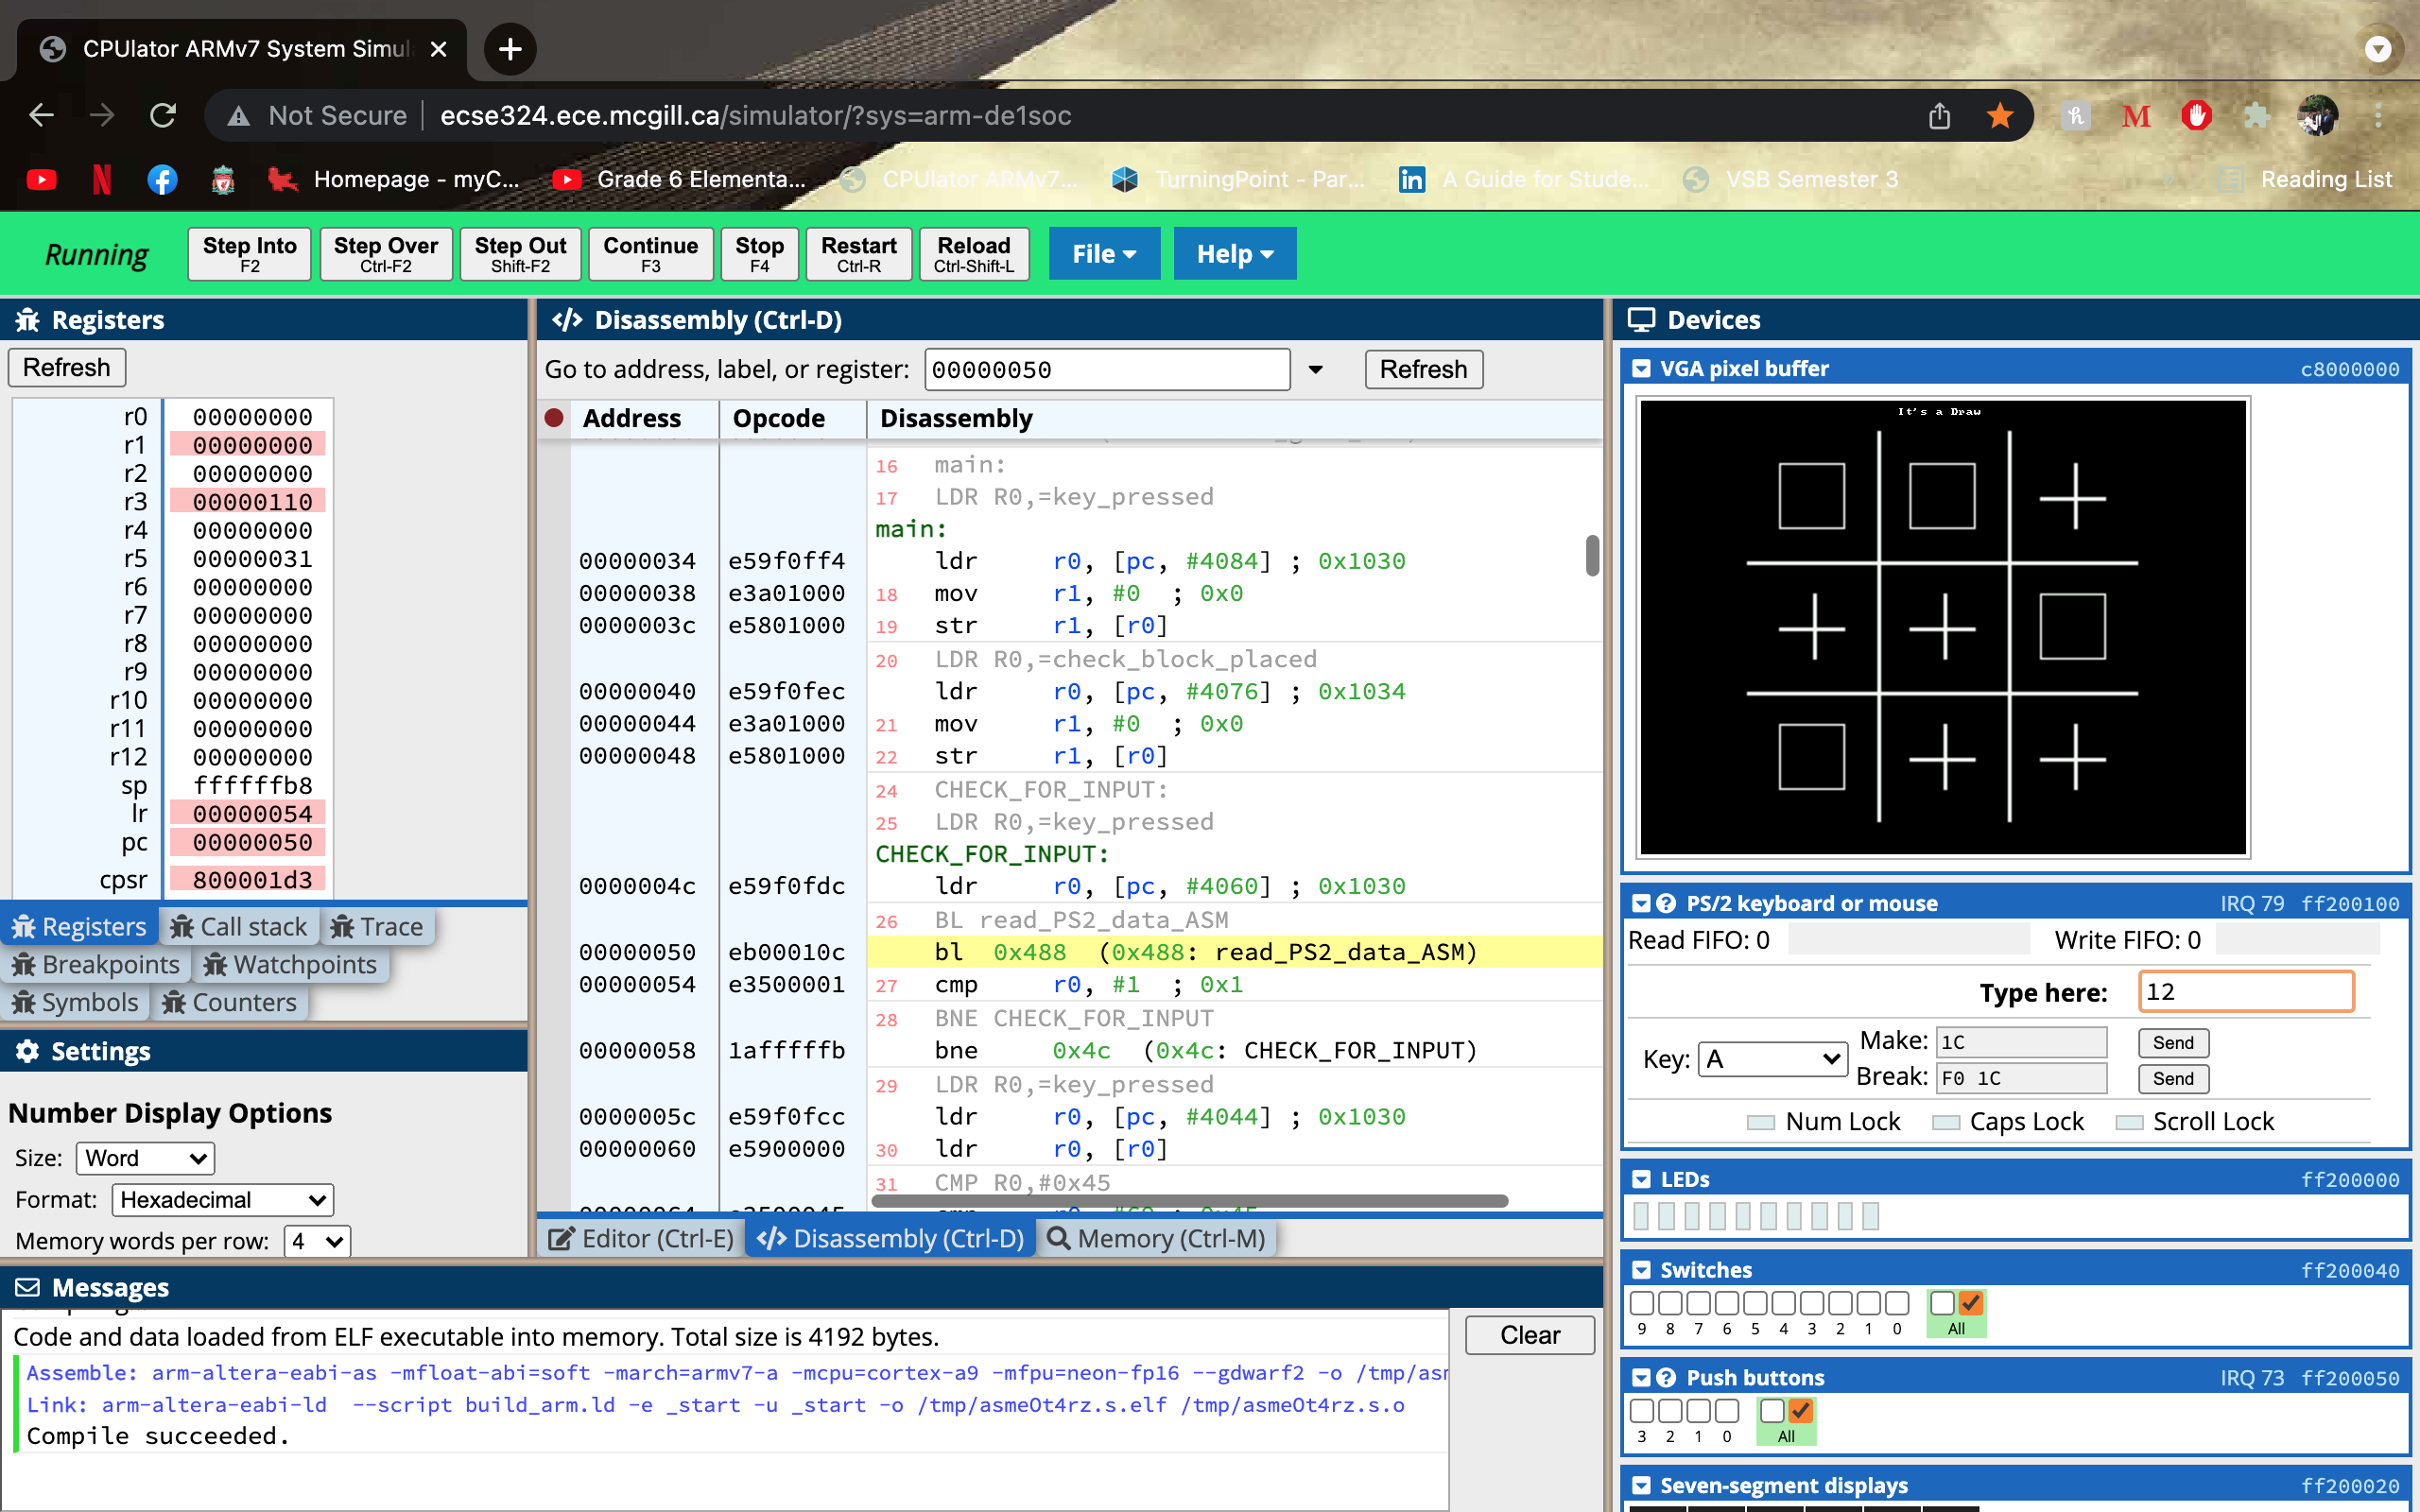 CPUlator ARMv7 System Simul
Not Secure ecse324.ece.mcgill.ca/simulator/?sys=arm-de1soc
Homepage - myC... Grade 6 Elementa... CPUlator ARMv7... TurningPoint - Par... A Guide for Stude... VSB Semester 3 Reading List
Running Step Into F2 Step Over Ctrl-F2 Step Out Shift-F2 Continue F3 Stop F4 Restart Ctrl-R Reload Ctrl-Shift-L File Help
Registers
Refresh
r0 00000000
r1 00000000
r2 00000000
r3 00000110
r4 00000000
r5 00000031
r6 00000000
r7 00000000
r8 00000000
r9 00000000
r10 00000000
r11 00000000
r12 00000000
sp ffffffb8
lr 00000054
pc 00000050
cpsr 800001d3
Registers Call stack Trace
Breakpoints Watchpoints
Symbols Counters
Settings
Number Display Options
Size: Word
Format: Hexadecimal
Memory words per row: 4
Disassembly (Ctrl-D)
Go to address, label, or register: 00000050 Refresh
Address Opcode Disassembly
16 main:
17 LDR R0,=key_pressed
main:
00000034 e59f0ff4 ldr r0, [pc, #4084] ; 0x1030
00000038 e3a01000 18 mov r1, #0 ; 0x0
0000003c e5801000 19 str r1, [r0]
20 LDR R0,=check_block_placed
00000040 e59f0fec ldr r0, [pc, #4076] ; 0x1034
00000044 e3a01000 21 mov r1, #0 ; 0x0
00000048 e5801000 22 str r1, [r0]
24 CHECK_FOR_INPUT:
25 LDR R0,=key_pressed
CHECK_FOR_INPUT:
0000004c e59f0fdc ldr r0, [pc, #4060] ; 0x1030
26 BL read_PS2_data_ASM
00000050 eb00010c bl 0x488 (0x488: read_PS2_data_ASM)
00000054 e3500001 27 cmp r0, #1 ; 0x1
28 BNE CHECK_FOR_INPUT
00000058 1afffffb bne 0x4c (0x4c: CHECK_FOR_INPUT)
29 LDR R0,=key_pressed
0000005c e59f0fcc ldr r0, [pc, #4044] ; 0x1030
00000060 e5900000 30 ldr r0, [r0]
31 CMP R0,#0x45
Editor (Ctrl-E) Disassembly (Ctrl-D) Memory (Ctrl-M)
Messages
Code and data loaded from ELF executable into memory. Total size is 4192 bytes.
Assemble: arm-altera-eabi-as -mfloat-abi=soft -march=armv7-a -mcpu=cortex-a9 -mfpu=neon-fp16 --gdwarf2 -o /tmp/asm
Link: arm-altera-eabi-ld --script build_arm.ld -e _start -u _start -o /tmp/asmeOt4rz.s.elf /tmp/asmeOt4rz.s.o
Compile succeeded.
Clear
Devices
VGA pixel buffer c8000000
It's a Draw
PS/2 keyboard or mouse IRQ 79 ff200100
Read FIFO: 0 Write FIFO: 0
Type here: 12
Key: A Make: 1C Send
Break: F0 1C Send
Num Lock Caps Lock Scroll Lock
LEDs ff200000
Switches ff200040
9 8 7 6 5 4 3 2 1 0 All
Push buttons IRQ 73 ff200050
3 2 1 0 All
Seven-segment displays ff200020